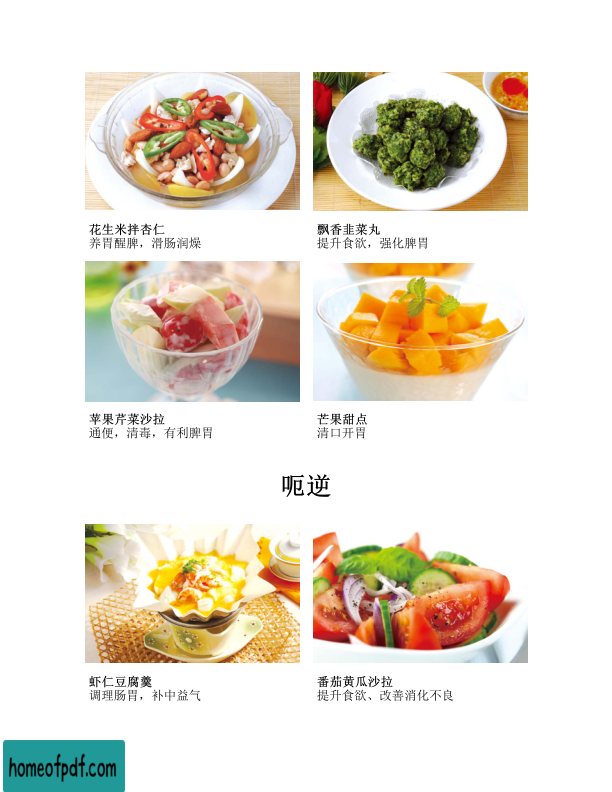 花生米拌杏仁
养胃醒脾，滑肠润燥
飘香韭菜丸
提升食欲，强化脾胃
苹果芹菜沙拉
通便，清毒，有利脾胃
芒果甜点
清口开胃
呃逆
虾仁豆腐羹
调理肠胃，补中益气
番茄黄瓜沙拉
提升食欲、改善消化不良
homeofpdf.com